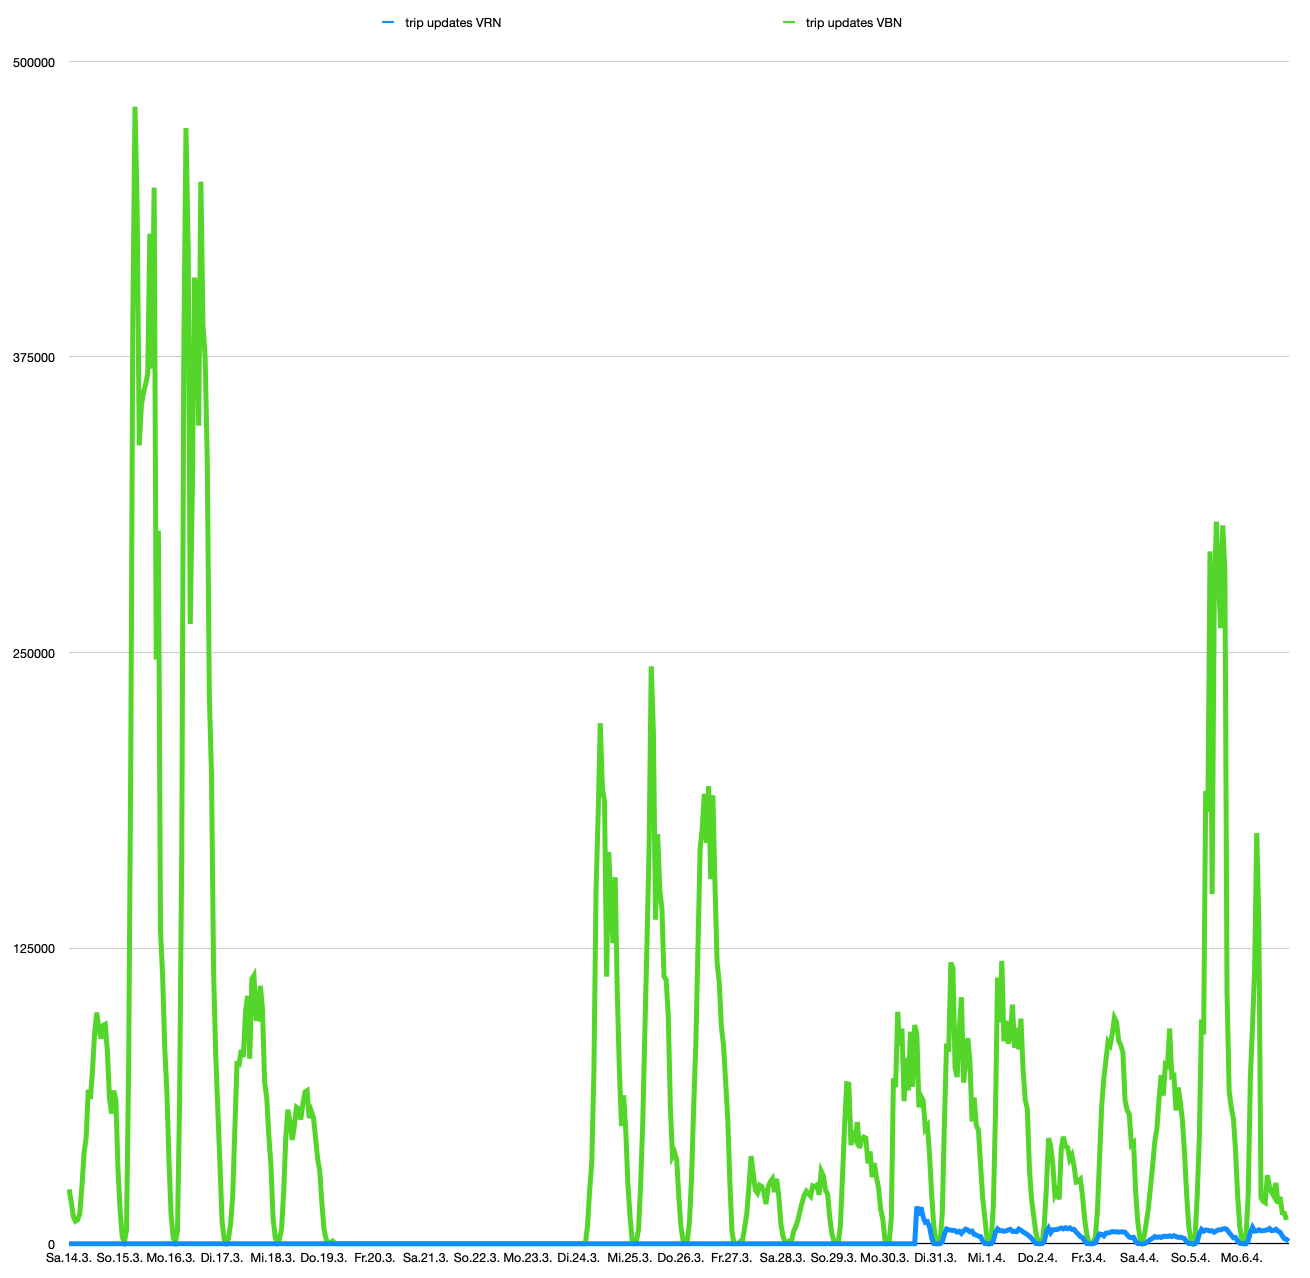 trip updates VRN
trip updates VBN
500000
375000
250000
125000
0
Sa.14.3. So.15.3. Mo.16.3. Di.17.3. Mi.18.3. Do.19.3. Fr.20.3. Sa.21.3. So.22.3. Mo.23.3. Di.24.3. Mi.25.3. Do.26.3. Fr.27.3. Sa.28.3. So.29.3. Mo.30.3. Di.31.3. Mi.1.4. Do.2.4. Fr.3.4. Sa.4.4. So.5.4. Mo.6.4.